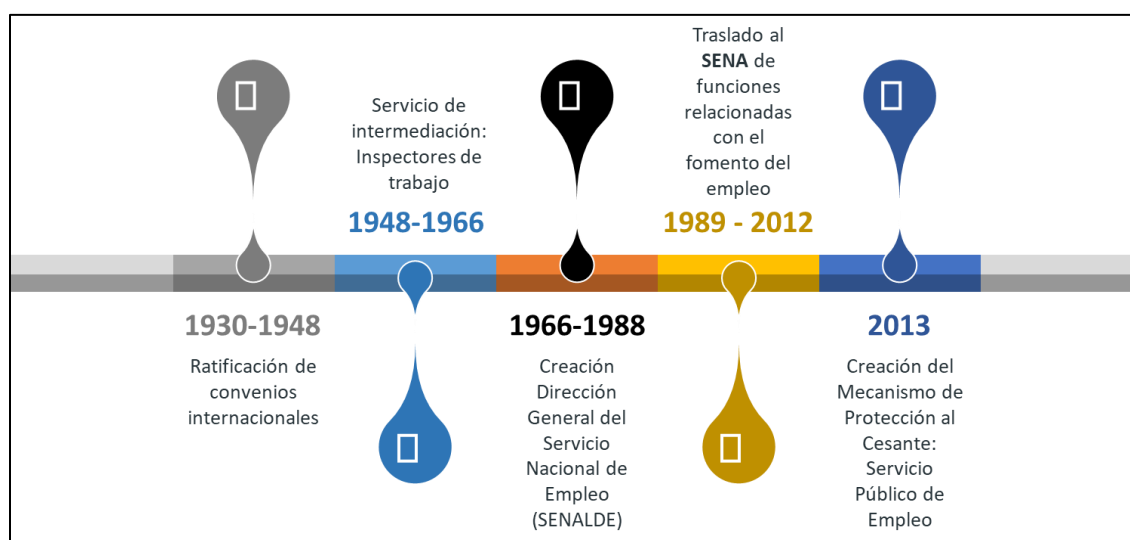 1930-1948
Ratificación de
convenios
internacionales
Servicio de
intermediación:
Inspectores de
trabajo
1948-1966
1966-1988
Creación
Dirección
General del
Servicio
Nacional de
Empleo
(SENALDE)
Traslado al
SENA de
funciones
relacionadas
con el
fomento del
empleo
1989 - 2012
2013
Creación del
Mecanismo de
Protección al
Cesante:
Servicio
Público de
Empleo